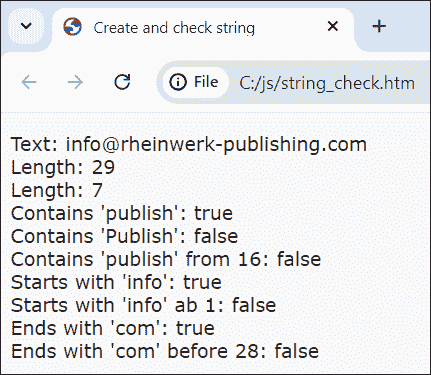 Create and check string
File C:/js/string_check.htm
Text: info@rheinwerk-publishing.com
Length: 29
Length: 7
Contains 'publish': true
Contains 'Publish': false
Contains 'publish' from 16: false
Starts with 'info': true
Starts with 'info' ab 1: false
Ends with 'com': true
Ends with 'com' before 28: false